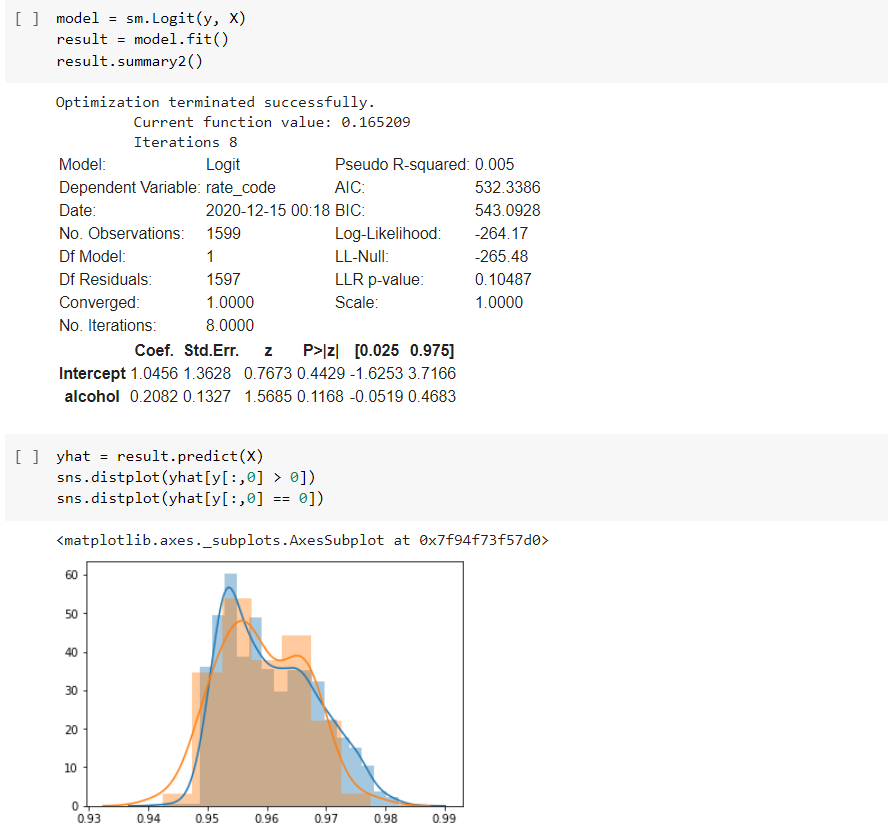 [ ] model = sm.Logit(y, X)
result = model.fit()
result.summary2()
Optimization terminated successfully.
Current function value: 0.165209
Iterations 8
Model: Logit Pseudo R-squared: 0.005
Dependent Variable: rate_code AIC: 532.3386
Date: 2020-12-15 00:18 BIC: 543.0928
No. Observations: 1599 Log-Likelihood: -264.17
Df Model: 1 LL-Null: -265.48
Df Residuals: 1597 LLR p-value: 0.10487
Converged: 1.0000 Scale: 1.0000
No. Iterations: 8.0000
Coef. Std.Err. z P>|z| [0.025 0.975]
Intercept 1.0456 1.3628 0.7673 0.4429 -1.6253 3.7166
alcohol 0.2082 0.1327 1.5685 0.1168 -0.0519 0.4683
[ ] yhat = result.predict(X)
sns.distplot(yhat[y[:,0] > 0])
sns.distplot(yhat[y[:,0] == 0])
<matplotlib.axes._subplots.AxesSubplot at 0x7f94f73f57d0>
60
50
40
30
20
10
0
0.93 0.94 0.95 0.96 0.97 0.98 0.99